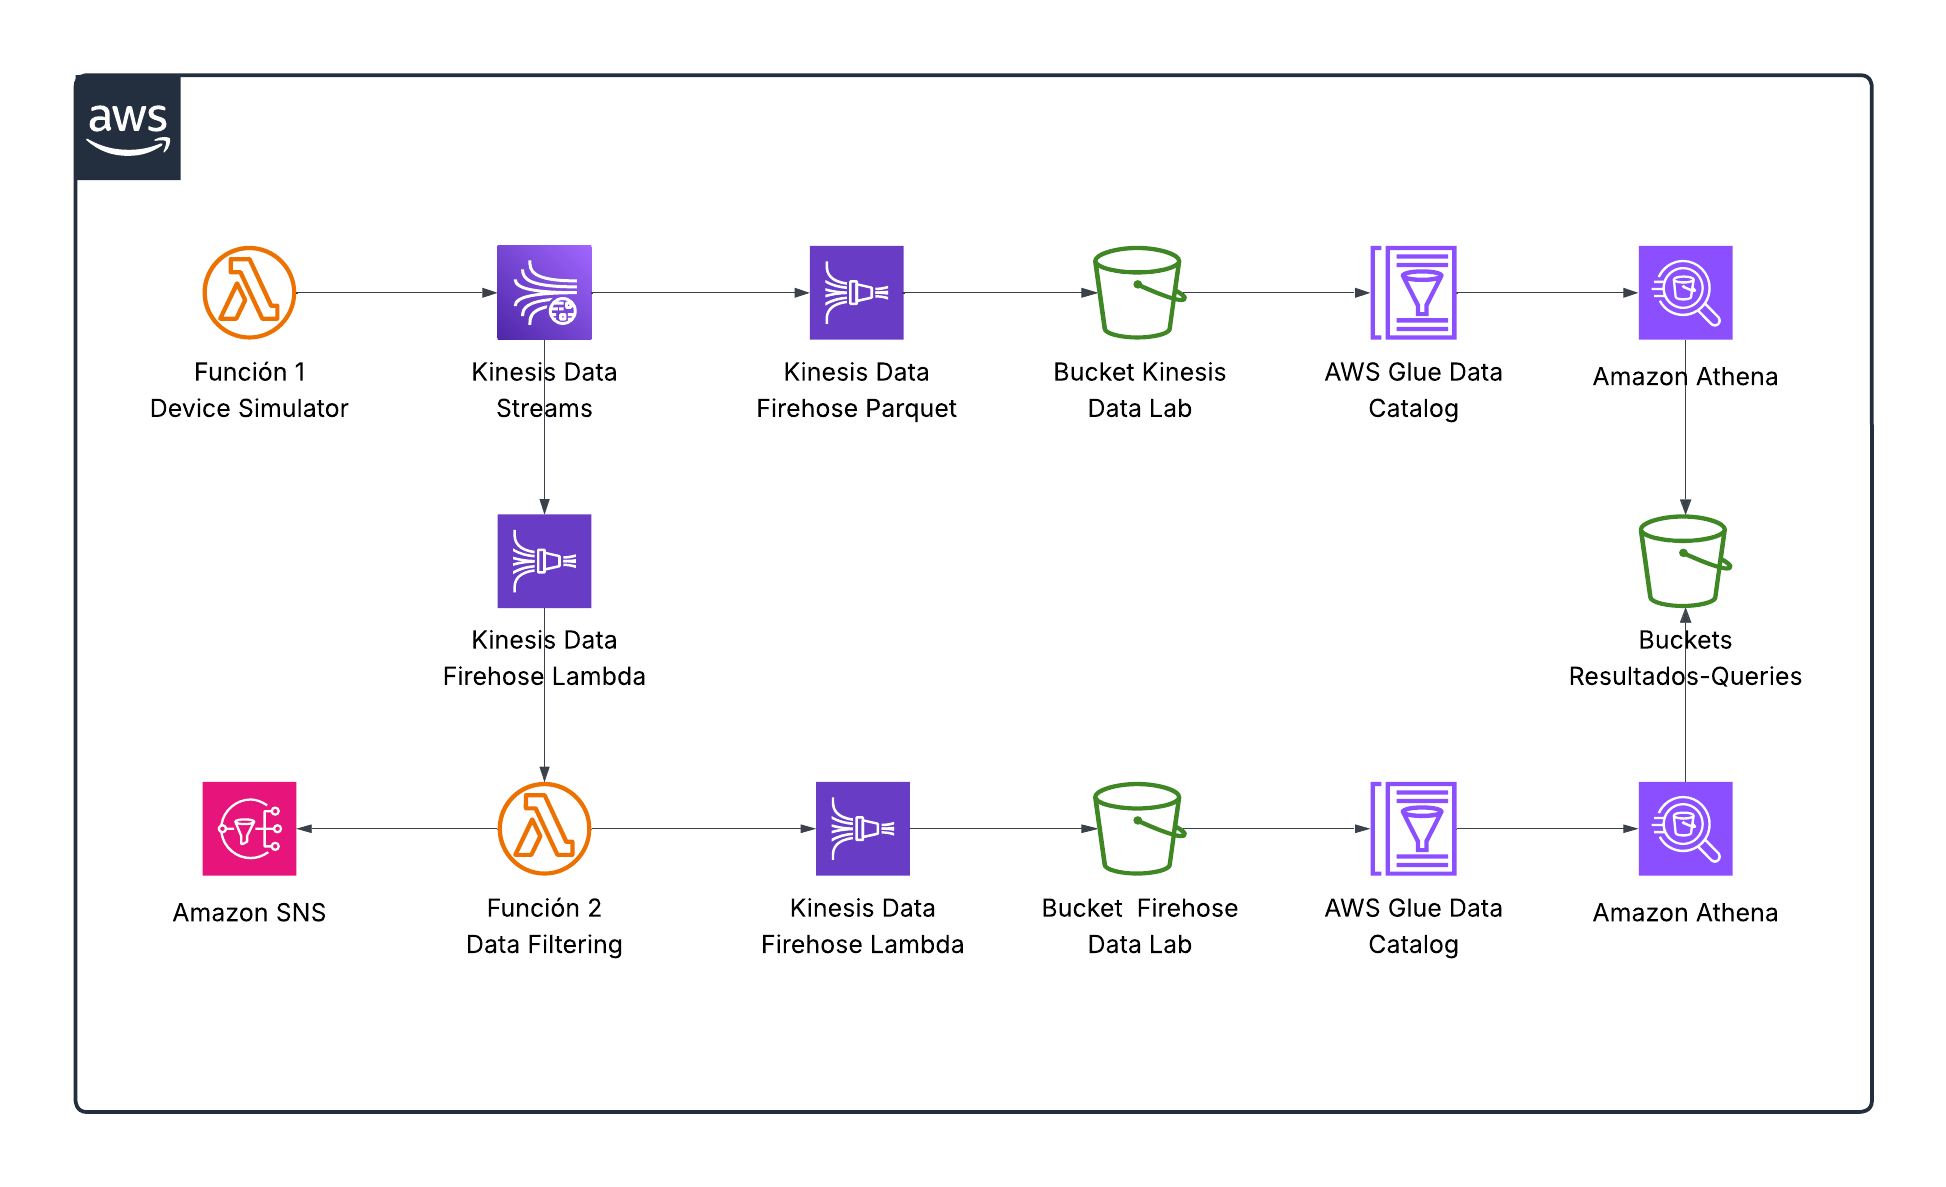 aws
Función 1
Device Simulator
Kinesis Data
Streams
Kinesis Data
Firehose Parquet
Bucket Kinesis
Data Lab
AWS Glue Data
Catalog
Amazon Athena
Kinesis Data
Firehose Lambda
Buckets
Resultados-Queries
Amazon SNS
Función 2
Data Filtering
Kinesis Data
Firehose Lambda
Bucket  Firehose
Data Lab
AWS Glue Data
Catalog
Amazon Athena